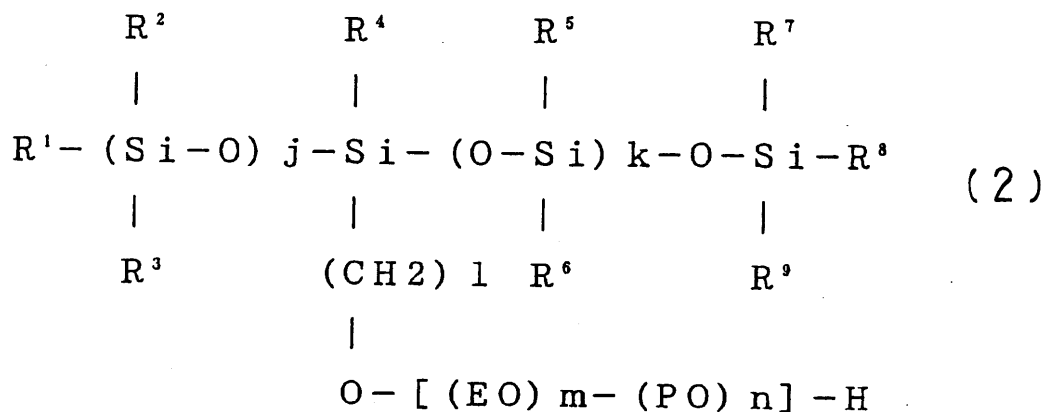 R² R⁴ R⁵ R⁷
| | | |
R¹–(Si–O)j–Si–(O–Si)k–O–Si–R⁸ (2)
| | | |
R³ (CH2)l R⁶ R⁹
|
O–[(EO)m–(PO)n]–H